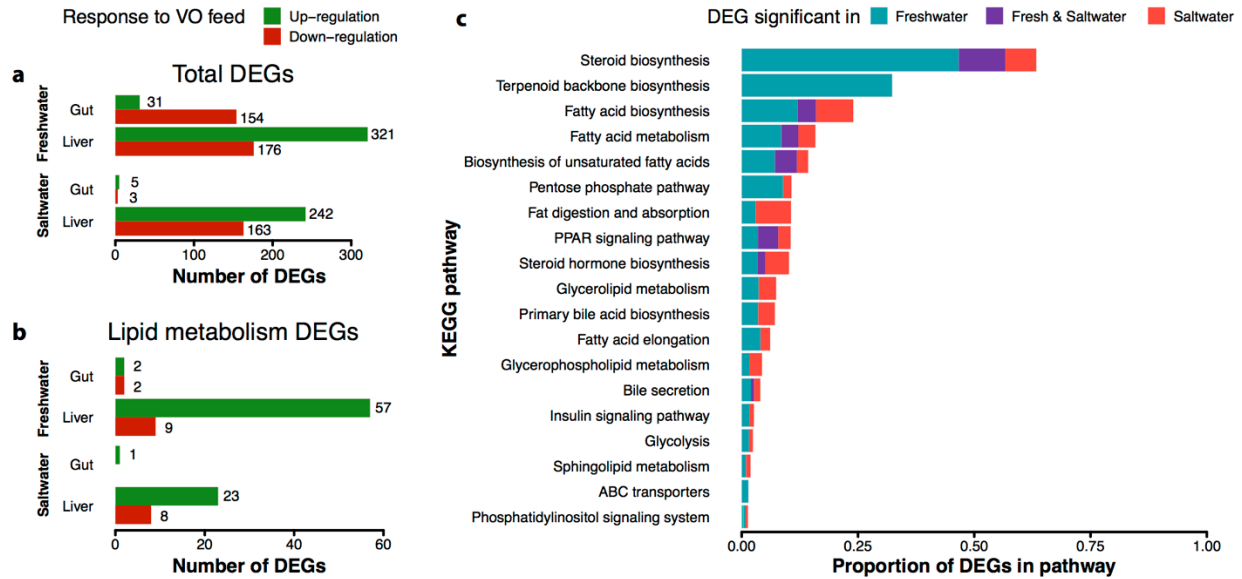 Response to VO feed
Up-regulation
Down-regulation
a
Total DEGs
Freshwater
Gut
31
154
Liver
321
176
Saltwater
Gut
5
3
Liver
242
163
0 100 200 300
Number of DEGs
b
Lipid metabolism DEGs
Freshwater
Gut
2
2
Liver
57
9
Saltwater
Gut
1
Liver
23
8
0 20 40 60
Number of DEGs
c
DEG significant in Freshwater Fresh & Saltwater Saltwater
KEGG pathway
Steroid biosynthesis
Terpenoid backbone biosynthesis
Fatty acid biosynthesis
Fatty acid metabolism
Biosynthesis of unsaturated fatty acids
Pentose phosphate pathway
Fat digestion and absorption
PPAR signaling pathway
Steroid hormone biosynthesis
Glycerolipid metabolism
Primary bile acid biosynthesis
Fatty acid elongation
Glycerophospholipid metabolism
Bile secretion
Insulin signaling pathway
Glycolysis
Sphingolipid metabolism
ABC transporters
Phosphatidylinositol signaling system
0.00 0.25 0.50 0.75 1.00
Proportion of DEGs in pathway